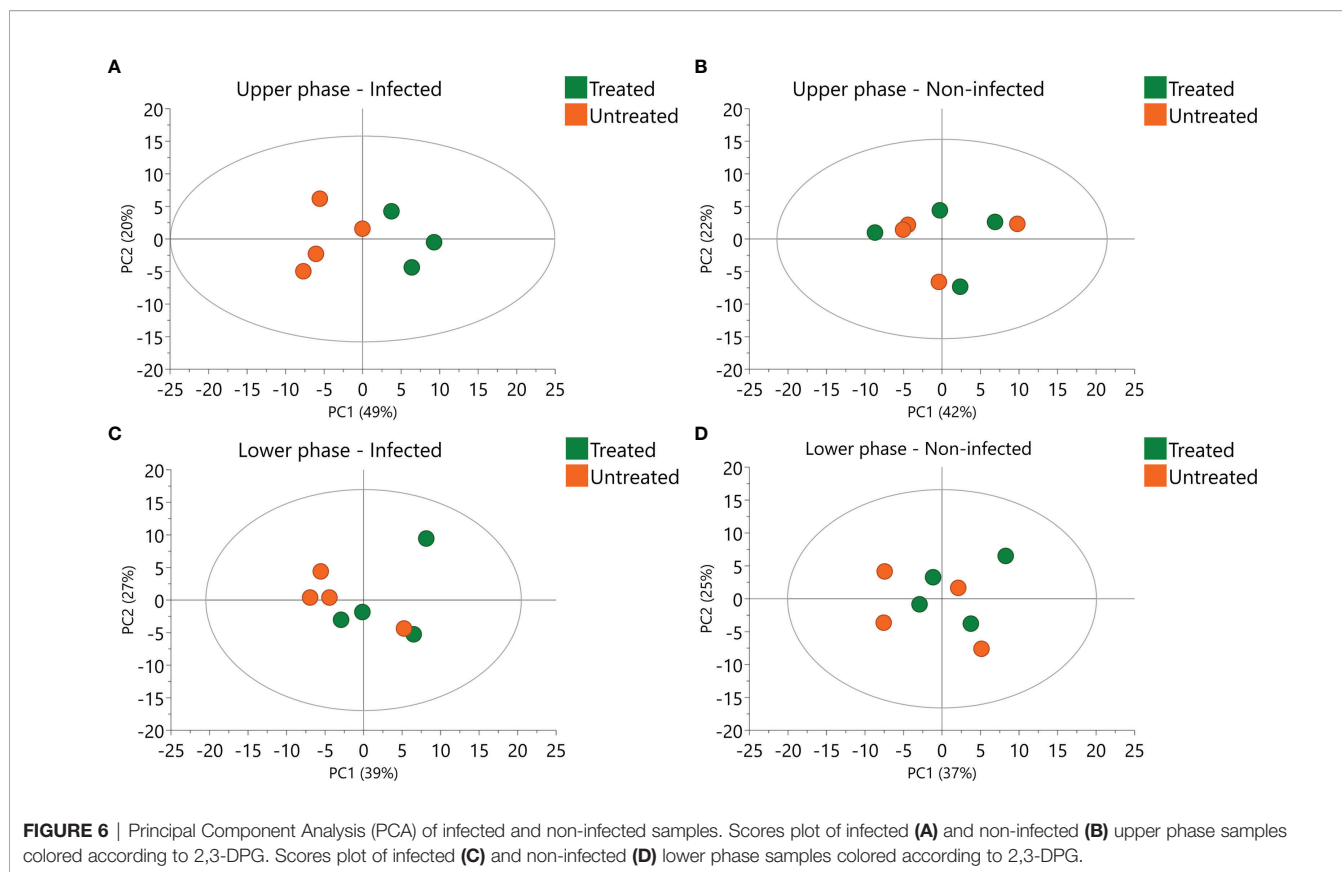 A
Upper phase - Infected
Treated
Untreated
20
15
10
5
0
-5
-10
-15
-20
PC2 (20%)
-25 -20 -15 -10 -5 0 5 10 15 20 25
PC1 (49%)
B
Upper phase - Non-infected
Treated
Untreated
20
15
10
5
0
-5
-10
-15
-20
PC2 (22%)
-25 -20 -15 -10 -5 0 5 10 15 20 25
PC1 (42%)
C
Lower phase - Infected
Treated
Untreated
20
15
10
5
0
-5
-10
-15
-20
PC2 (27%)
-25 -20 -15 -10 -5 0 5 10 15 20 25
PC1 (39%)
D
Lower phase - Non-infected
Treated
Untreated
20
15
10
5
0
-5
-10
-15
-20
PC2 (25%)
-25 -20 -15 -10 -5 0 5 10 15 20 25
PC1 (37%)
FIGURE 6 | Principal Component Analysis (PCA) of infected and non-infected samples. Scores plot of infected (A) and non-infected (B) upper phase samples
colored according to 2,3-DPG. Scores plot of infected (C) and non-infected (D) lower phase samples colored according to 2,3-DPG.